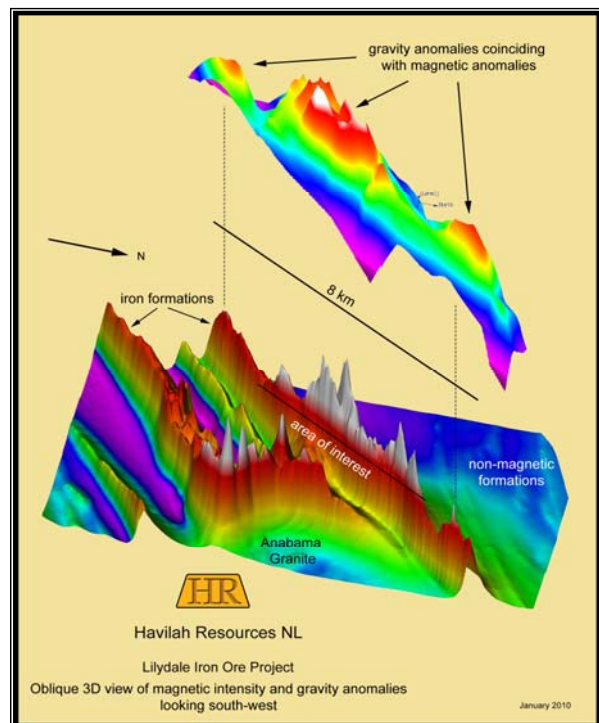 gravity anomalies coinciding
with magnetic anomalies
North
N
8 km
iron formations
area of interest
non-magnetic
formations
Anabama
Granite
HR
Havilah Resources NL
Lilydale Iron Ore Project
Oblique 3D view of magnetic intensity and gravity anomalies
looking south-west
January 2010